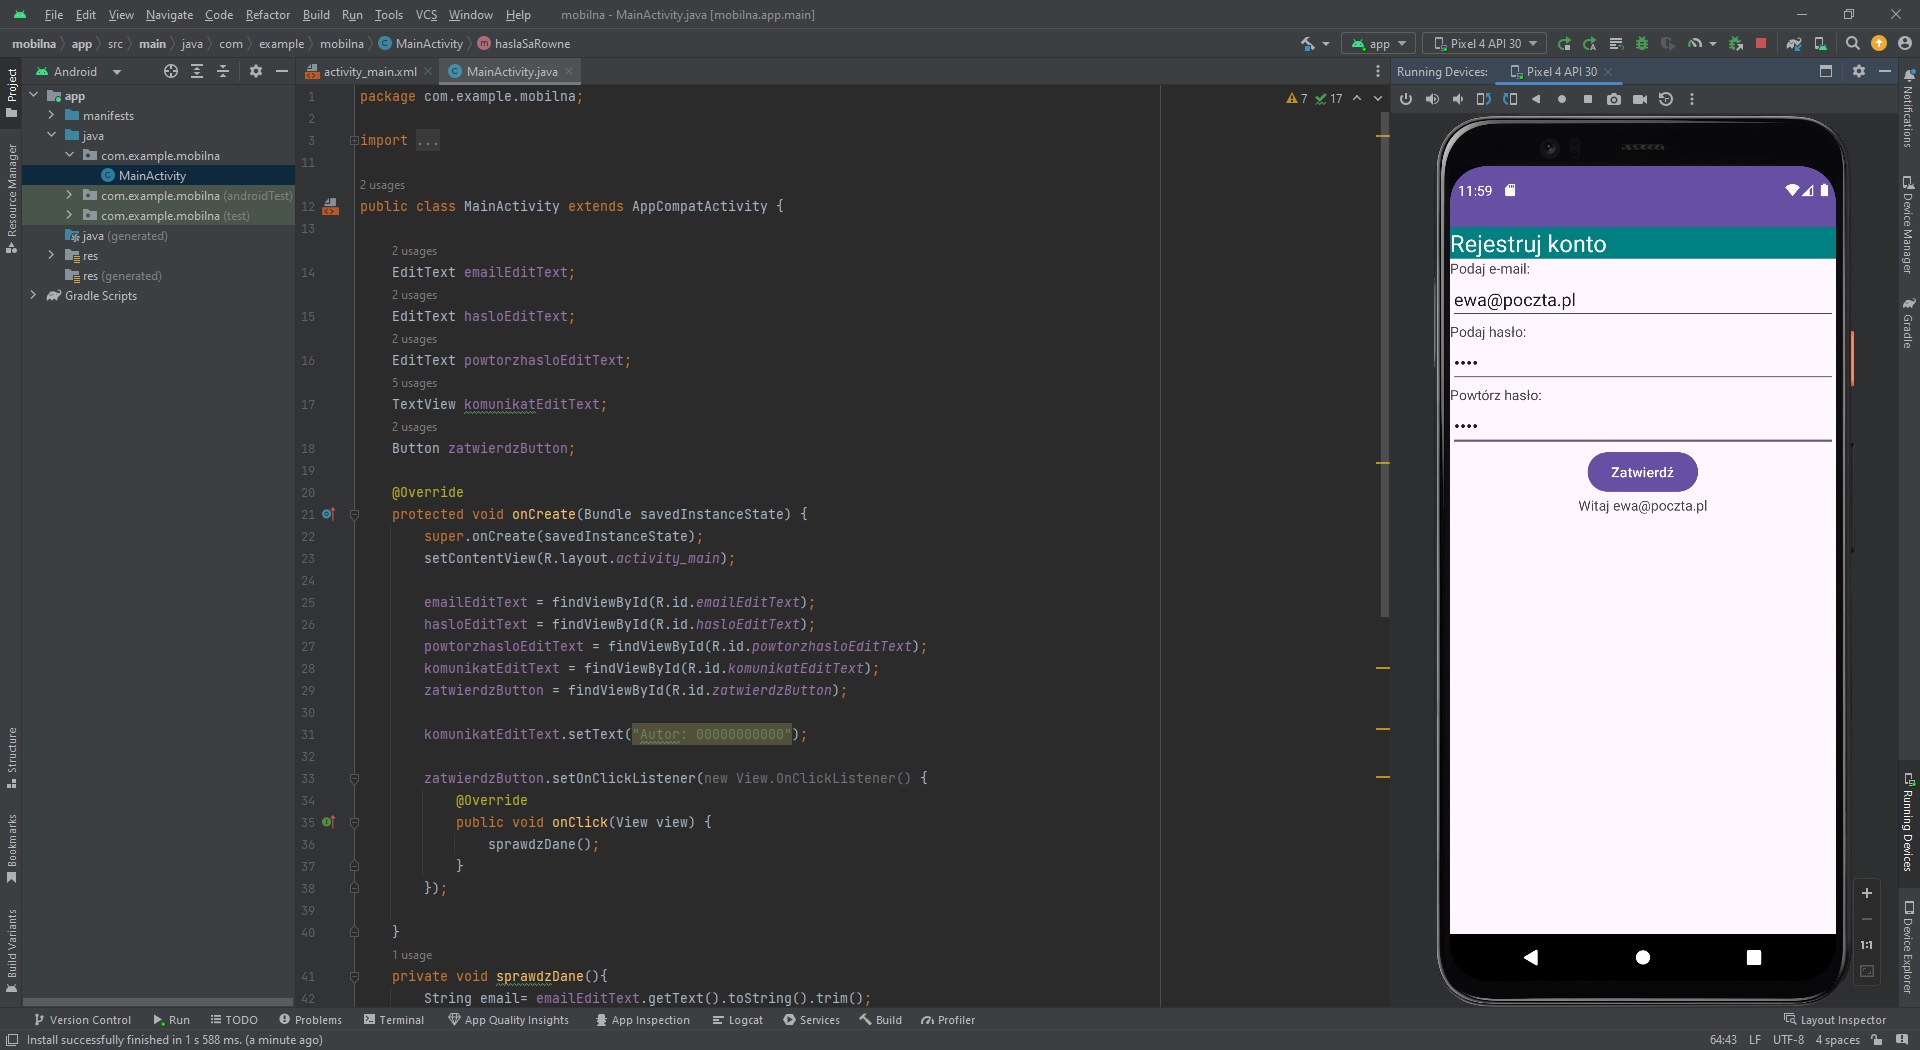 File Edit View Navigate Code Refactor Build Run Tools VCS Window Help mobilna - MainActivity.java [mobilna.app.main]
mobilna app src main java com example mobilna MainActivity haslaSaRowne app Pixel 4 API 30
Android
activity_main.xml MainActivity.java
Running Devices: Pixel 4 API 30
Project
Resource Manager
Structure
Bookmarks
Build Variants
app
manifests
java
com.example.mobilna
MainActivity
com.example.mobilna (androidTest)
com.example.mobilna (test)
java (generated)
res
res (generated)
Gradle Scripts
7 17
1 package com.example.mobilna;
2
3 import ...
11
2 usages
12 public class MainActivity extends AppCompatActivity {
13
2 usages
14 EditText emailEditText;
2 usages
15 EditText hasloEditText;
2 usages
16 EditText powtorzhasloEditText;
5 usages
17 TextView komunikatEditText;
2 usages
18 Button zatwierdzButton;
19
20 @Override
21 protected void onCreate(Bundle savedInstanceState) {
22 super.onCreate(savedInstanceState);
23 setContentView(R.layout.activity_main);
24
25 emailEditText = findViewById(R.id.emailEditText);
26 hasloEditText = findViewById(R.id.hasloEditText);
27 powtorzhasloEditText = findViewById(R.id.powtorzhasloEditText);
28 komunikatEditText = findViewById(R.id.komunikatEditText);
29 zatwierdzButton = findViewById(R.id.zatwierdzButton);
30
31 komunikatEditText.setText("Autor: 00000000000");
32
33 zatwierdzButton.setOnClickListener(new View.OnClickListener() {
34 @Override
35 public void onClick(View view) {
36 sprawdzDane();
37 }
38 });
39
40 }
1 usage
41 private void sprawdzDane(){
42 String email= emailEditText.getText().toString().trim();
11:59
Rejestruj konto
Podaj e-mail:
ewa@poczta.pl
Podaj hasło:
••••
Powtórz hasło:
••••
Zatwierdź
Witaj ewa@poczta.pl
1:1
Notifications
Device Manager
Gradle
Running Devices
Device Explorer
Version Control Run TODO Problems Terminal App Quality Insights App Inspection Logcat Services Build Profiler Layout Inspector
Install successfully finished in 1 s 588 ms. (a minute ago) 64:43 LF UTF-8 4 spaces